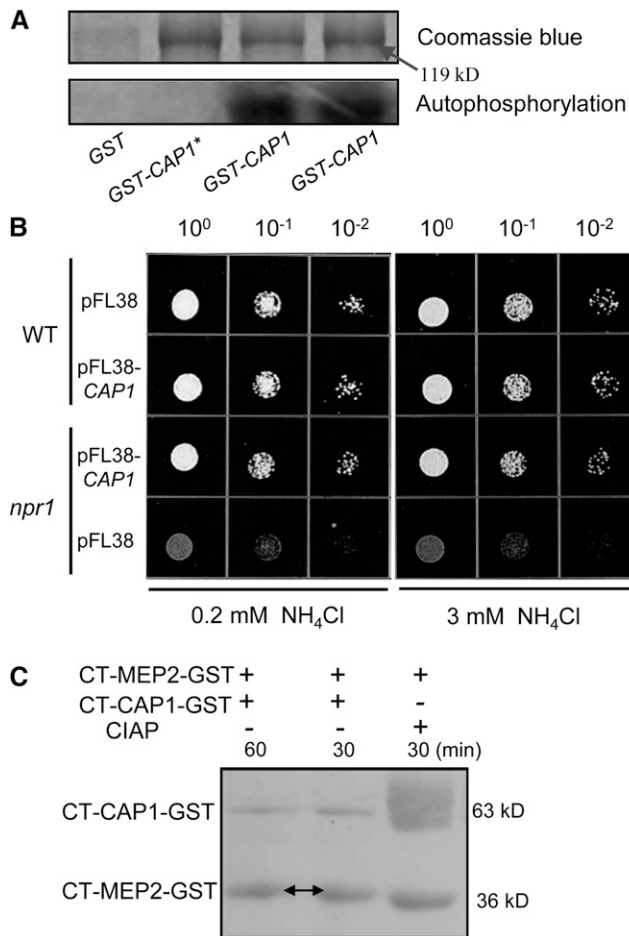 A
Coomassie blue
119 kD
Autophosphorylation
GST
GST-CAP1*
GST-CAP1
GST-CAP1
B
10⁰ 10⁻¹ 10⁻² 10⁰ 10⁻¹ 10⁻²
WT
pFL38
pFL38-
CAP1
npr1
pFL38-
CAP1
pFL38
0.2 mM NH₄Cl 3 mM NH₄Cl
C
CT-MEP2-GST + + +
CT-CAP1-GST + + -
CIAP - - +
60 30 30 (min)
CT-CAP1-GST 63 kD
CT-MEP2-GST 36 kD